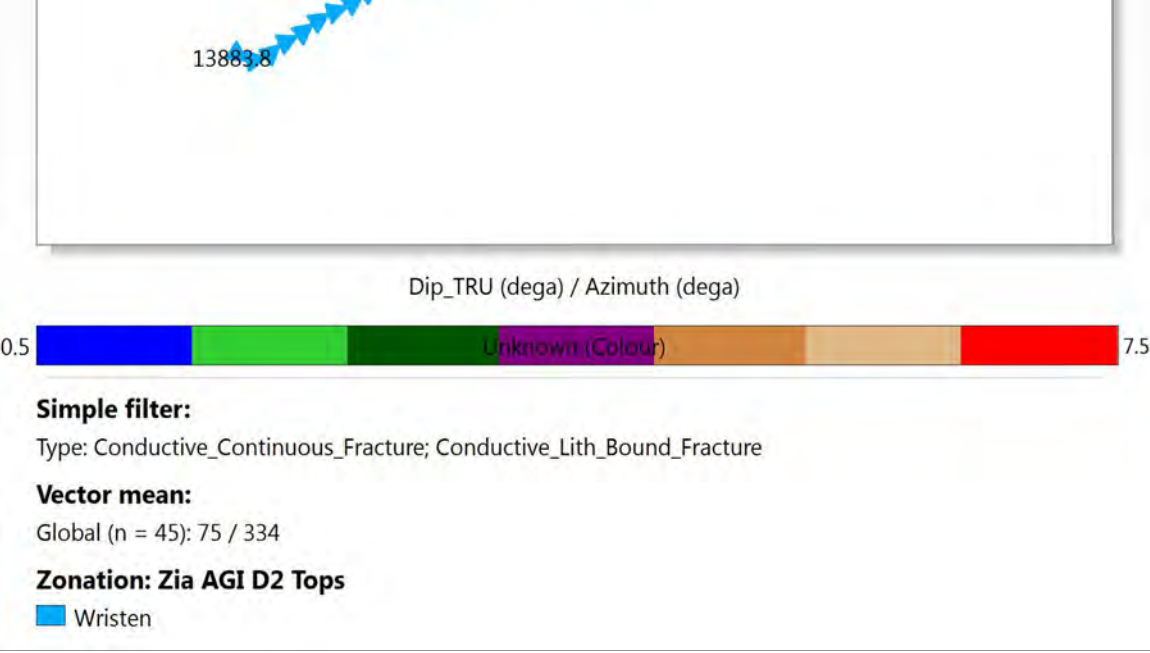 13883.8
Dip_TRU (dega) / Azimuth (dega)
0.5 Unknown (Colour) 7.5
Simple filter:
Type: Conductive_Continuous_Fracture; Conductive_Lith_Bound_Fracture
Vector mean:
Global (n = 45): 75 / 334
Zonation: Zia AGI D2 Tops
Wristen